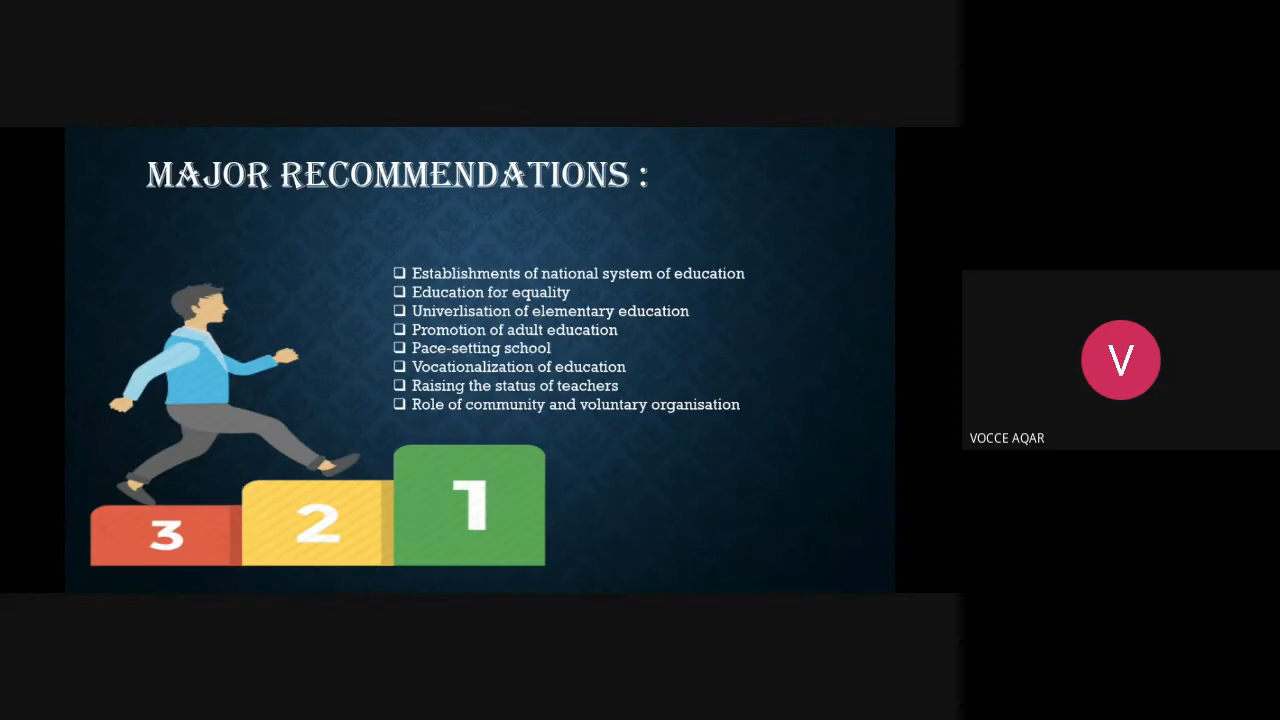 MAJOR RECOMMENDATIONS :
Establishments of national system of education
Education for equality
Univerlisation of elementary education
Promotion of adult education
Pace-setting school
Vocationalization of education
Raising the status of teachers
Role of community and voluntary organisation
1
2
3
V
VOCCE AQAR